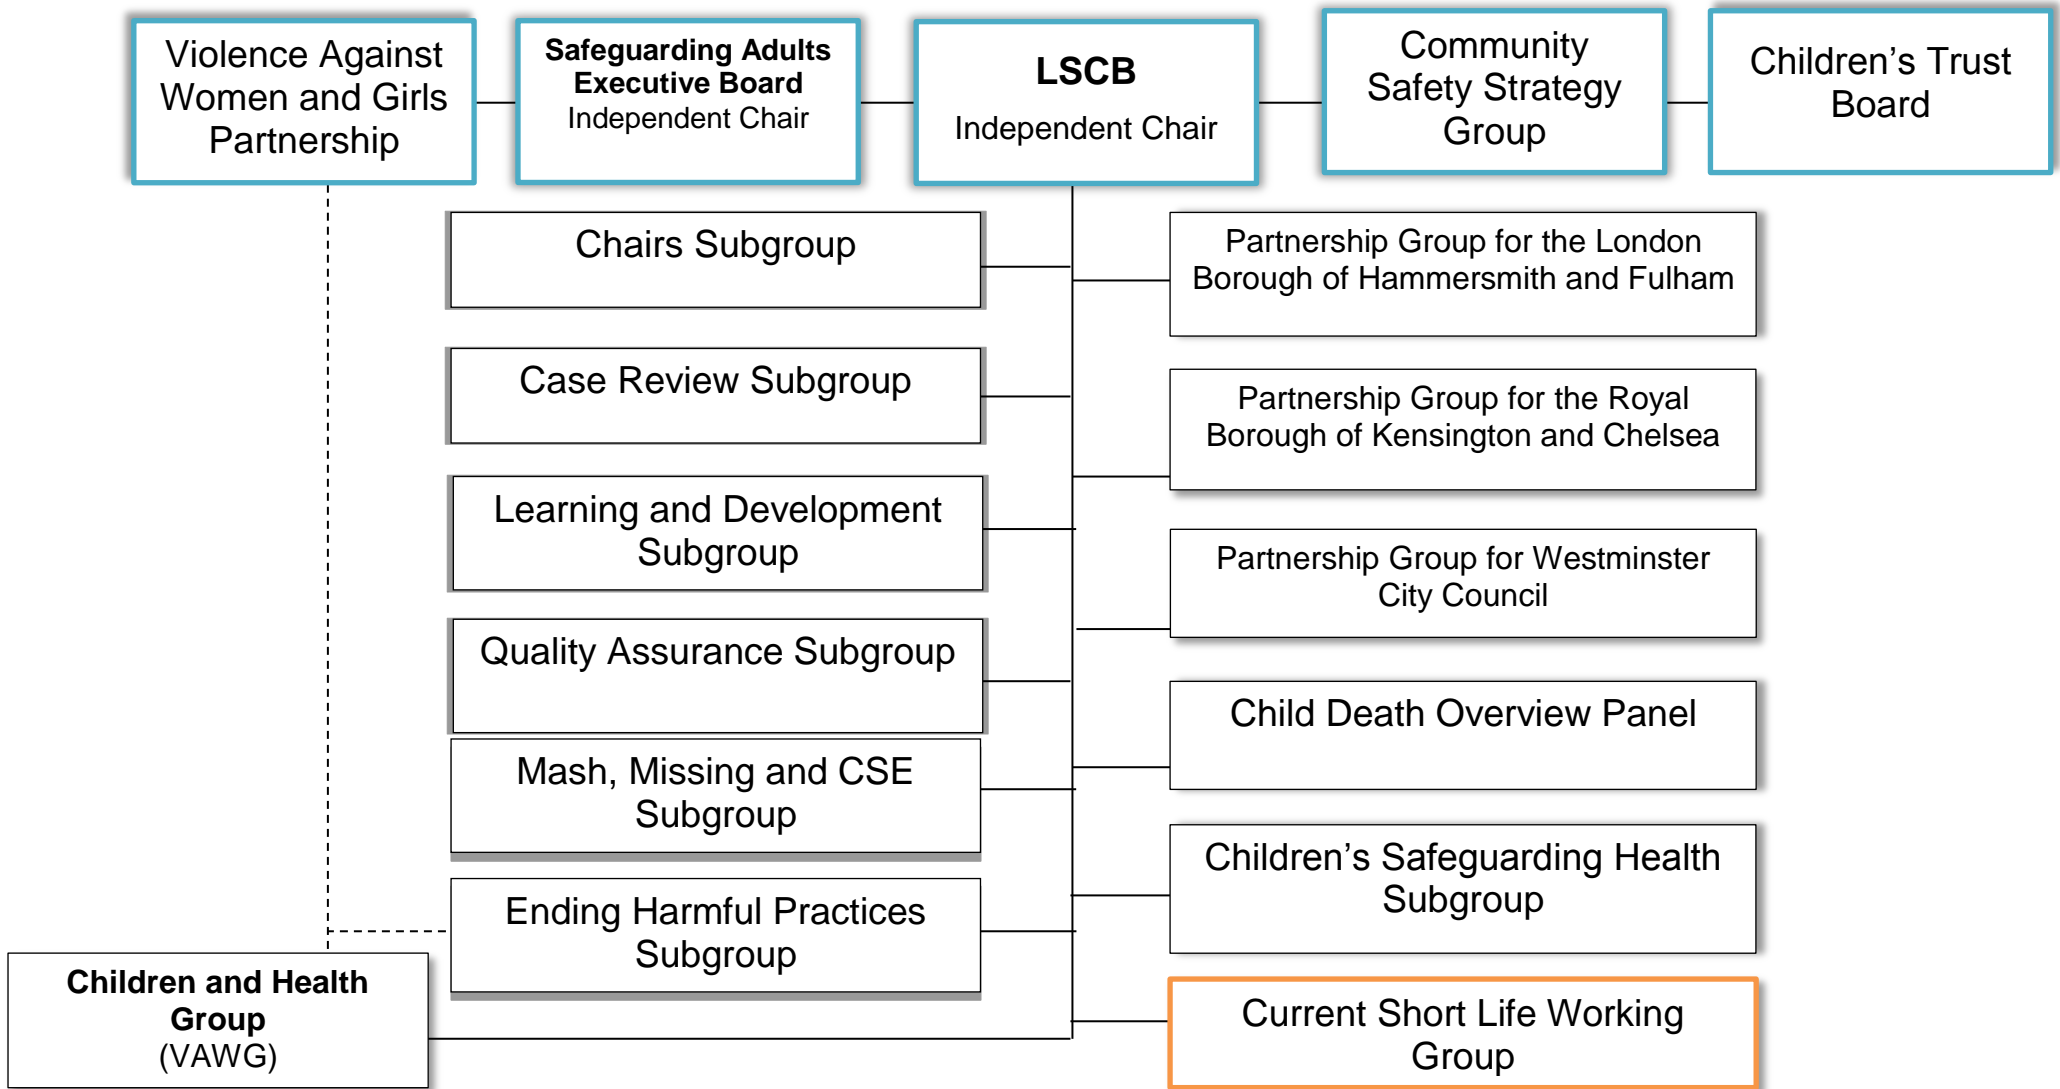 Violence Against
Women and Girls
Partnership
Safeguarding Adults
Executive Board
Independent Chair
LSCB
Independent Chair
Community
Safety Strategy
Group
Children’s Trust
Board
Chairs Subgroup
Partnership Group for the London
Borough of Hammersmith and Fulham
Case Review Subgroup
Partnership Group for the Royal
Borough of Kensington and Chelsea
Learning and Development
Subgroup
Partnership Group for Westminster
City Council
Quality Assurance Subgroup
Child Death Overview Panel
Mash, Missing and CSE
Subgroup
Children’s Safeguarding Health
Subgroup
Ending Harmful Practices
Subgroup
Children and Health
Group
(VAWG)
Current Short Life Working
Group